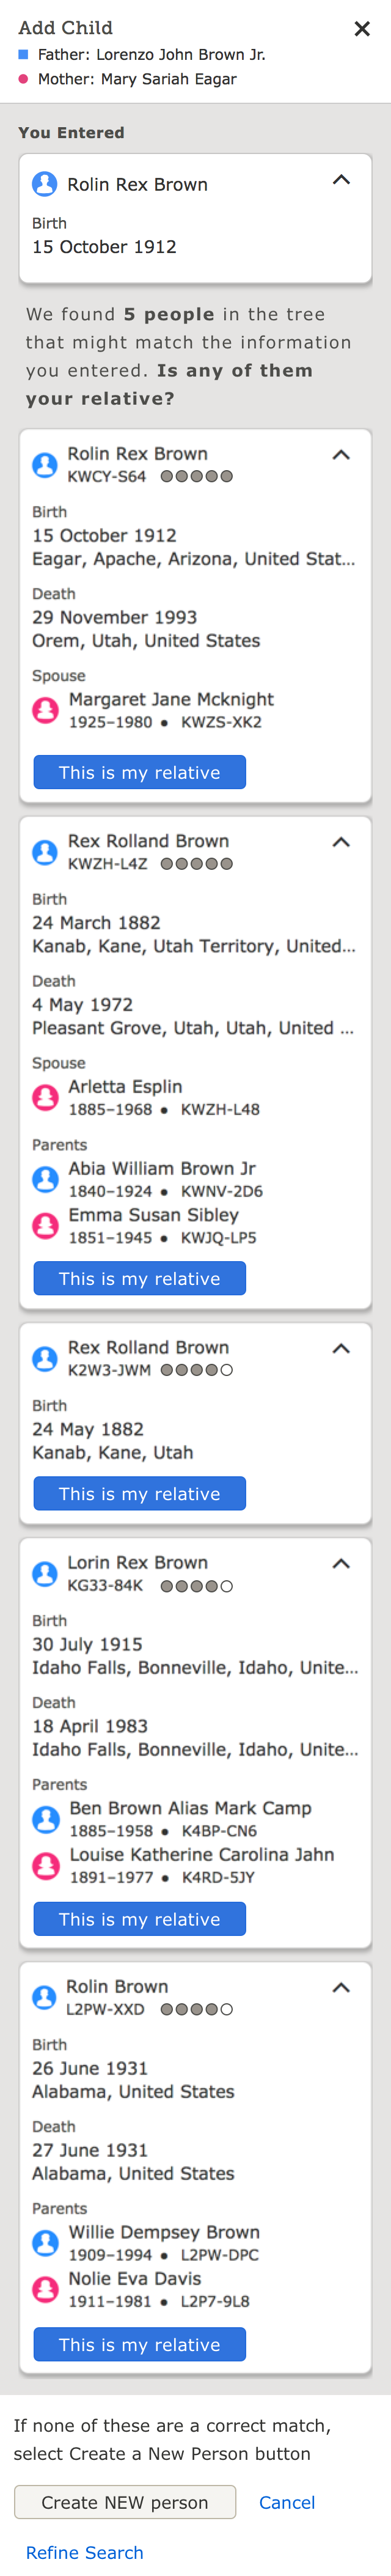 Add Child
Father: Lorenzo John Brown Jr.
Mother: Mary Sariah Eagar
You Entered
Rolin Rex Brown
Birth
15 October 1912
We found 5 people in the tree
that might match the information
you entered. Is any of them
your relative?
Rolin Rex Brown
KWCY-S64
Birth
15 October 1912
Eagar, Apache, Arizona, United Stat...
Death
29 November 1993
Orem, Utah, United States
Spouse
Margaret Jane Mcknight
1925–1980 • KWZS-XK2
This is my relative
Rex Rolland Brown
KWZH-L4Z
Birth
24 March 1882
Kanab, Kane, Utah Territory, United...
Death
4 May 1972
Pleasant Grove, Utah, Utah, United ...
Spouse
Arletta Esplin
1885–1968 • KWZH-L48
Parents
Abia William Brown Jr
1840–1924 • KWNV-2D6
Emma Susan Sibley
1851–1945 • KWJQ-LP5
This is my relative
Rex Rolland Brown
K2W3-JWM
Birth
24 May 1882
Kanab, Kane, Utah
This is my relative
Lorin Rex Brown
KG33-84K
Birth
30 July 1915
Idaho Falls, Bonneville, Idaho, Unite...
Death
18 April 1983
Idaho Falls, Bonneville, Idaho, Unite...
Parents
Ben Brown Alias Mark Camp
1885–1958 • K4BP-CN6
Louise Katherine Carolina Jahn
1891–1977 • K4RD-5JY
This is my relative
Rolin Brown
L2PW-XXD
Birth
26 June 1931
Alabama, United States
Death
27 June 1931
Alabama, United States
Parents
Willie Dempsey Brown
1909–1994 • L2PW-DPC
Nolie Eva Davis
1911–1981 • L2P7-9L8
This is my relative
If none of these are a correct match,
select Create a New Person button
Create NEW person Cancel
Refine Search